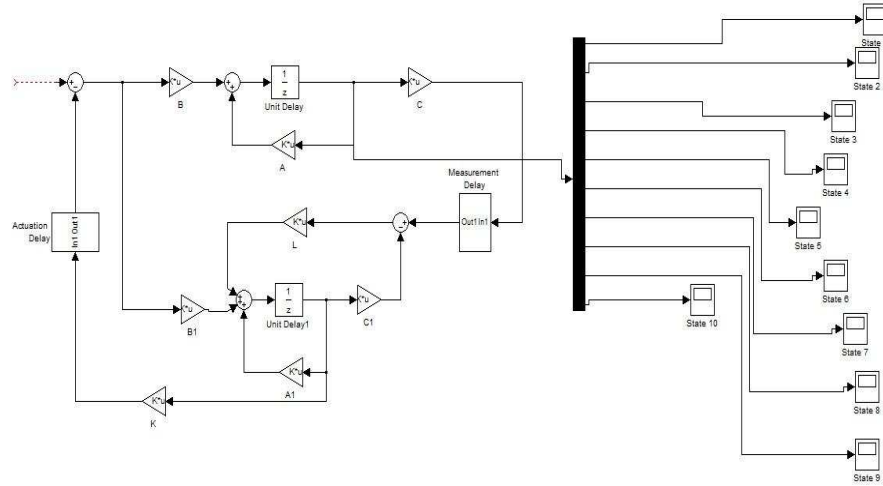 State
State 2
State 3
State 4
State 5
State 6
State 7
State 8
State 9
State 10
K*u
B
+
+
1
z
Unit Delay
K*u
C
K*u
A
+
−
Measurement
Delay
Out1 In1
Actuation
Delay
In1 Out1
K*u
L
−
+
K*u
B1
+
+
+
1
z
Unit Delay1
K*u
C1
K*u
A1
K*u
K